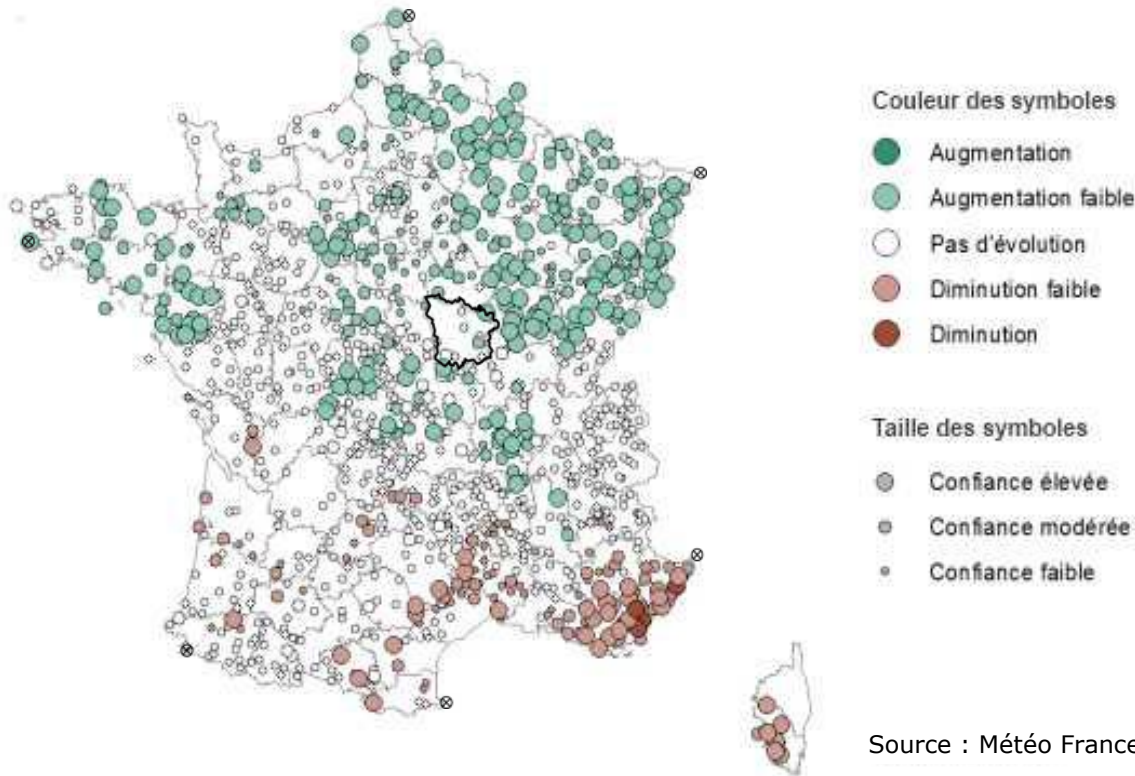 Couleur des symboles
Augmentation
Augmentation faible
Pas d'évolution
Diminution faible
Diminution
Taille des symboles
Confiance élevée
Confiance modérée
Confiance faible
Source : Météo France